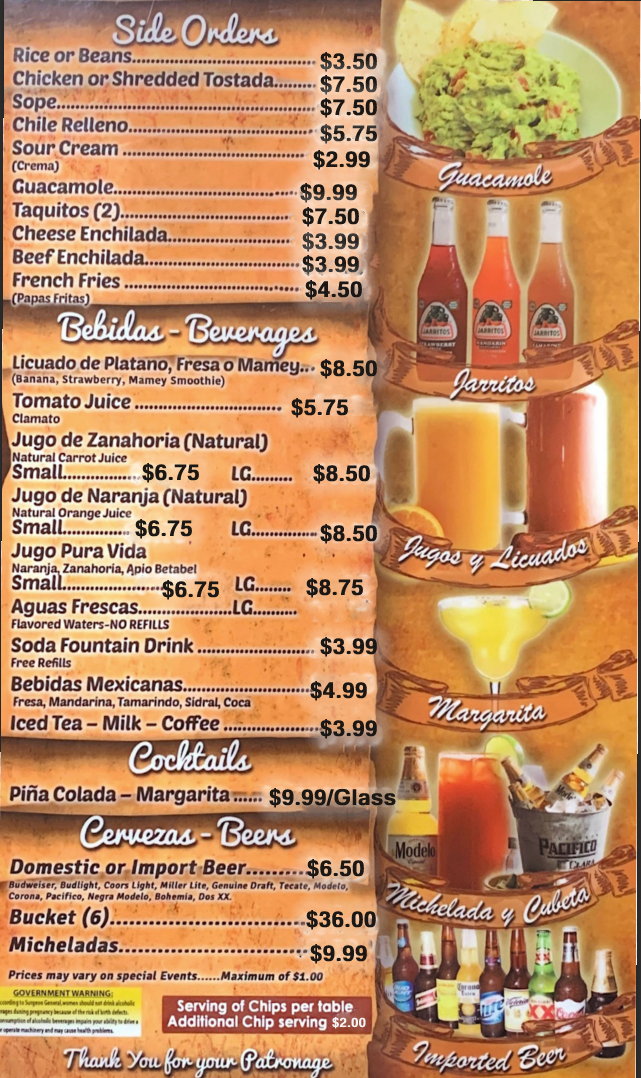 Side Orders
Rice or Beans............................................ $3.50
Chicken or Shredded Tostada......... $7.50
Sope............................................................ $7.50
Chile Relleno............................................. $5.75
Sour Cream ............................................ $2.99
(Crema)
Guacamole............................................. $9.99
Taquitos (2)........................................... $7.50
Cheese Enchilada.............................. $3.99
Beef Enchilada................................... $3.99
French Fries ....................................... $4.50
(Papas Fritas)
Bebidas - Beverages
Licuado de Platano, Fresa o Mamey... $8.50
(Banana, Strawberry, Mamey Smoothie)
Tomato Juice .................................... $5.75
Clamato
Jugo de Zanahoria (Natural)
Natural Carrot Juice
Small................ $6.75 LG......... $8.50
Jugo de Naranja (Natural)
Natural Orange Juice
Small................ $6.75 LG............... $8.50
Jugo Pura Vida
Naranja, Zanahoria, Apio Betabel
Small........................ $6.75 LG........ $8.75
Aguas Frescas......................LG.........
Flavored Waters-NO REFILLS
Soda Fountain Drink ............................ $3.99
Free Refills
Bebidas Mexicanas.............................. $4.99
Fresa, Mandarina, Tamarindo, Sidral, Coca
Iced Tea – Milk – Coffee ...................... $3.99
Cocktails
Piña Colada – Margarita ...... $9.99/Glass
Cervezas - Beers
Domestic or Import Beer......... $6.50
Budweiser, Budlight, Coors Light, Miller Lite, Genuine Draft, Tecate, Modelo,
Corona, Pacifico, Negra Modelo, Bohemia, Dos XX.
Bucket (6).............................. $36.00
Micheladas............................. $9.99
Prices may vary on special Events......Maximum of $1.00
GOVERNMENT WARNING:
ccording to Surgeon General, women should not drink alcoholic
rages during pregnancy because of the risk of birth defects.
onsumption of alcoholic beverages impairs your ability to drive a
r operate machinery and may cause health problems.
Serving of Chips per table
Additional Chip serving $2.00
Thank You for your Patronage
Guacamole
JARRITOS
JARRITOS
JARRITOS
STRAWBERRY
MANDARIN
Jarritos
Jugos y Licuados
Margarita
Modelo
Especial
PACIFICO
CLARA
Michelada y Cubeta
Corona
XX
Imported Beer